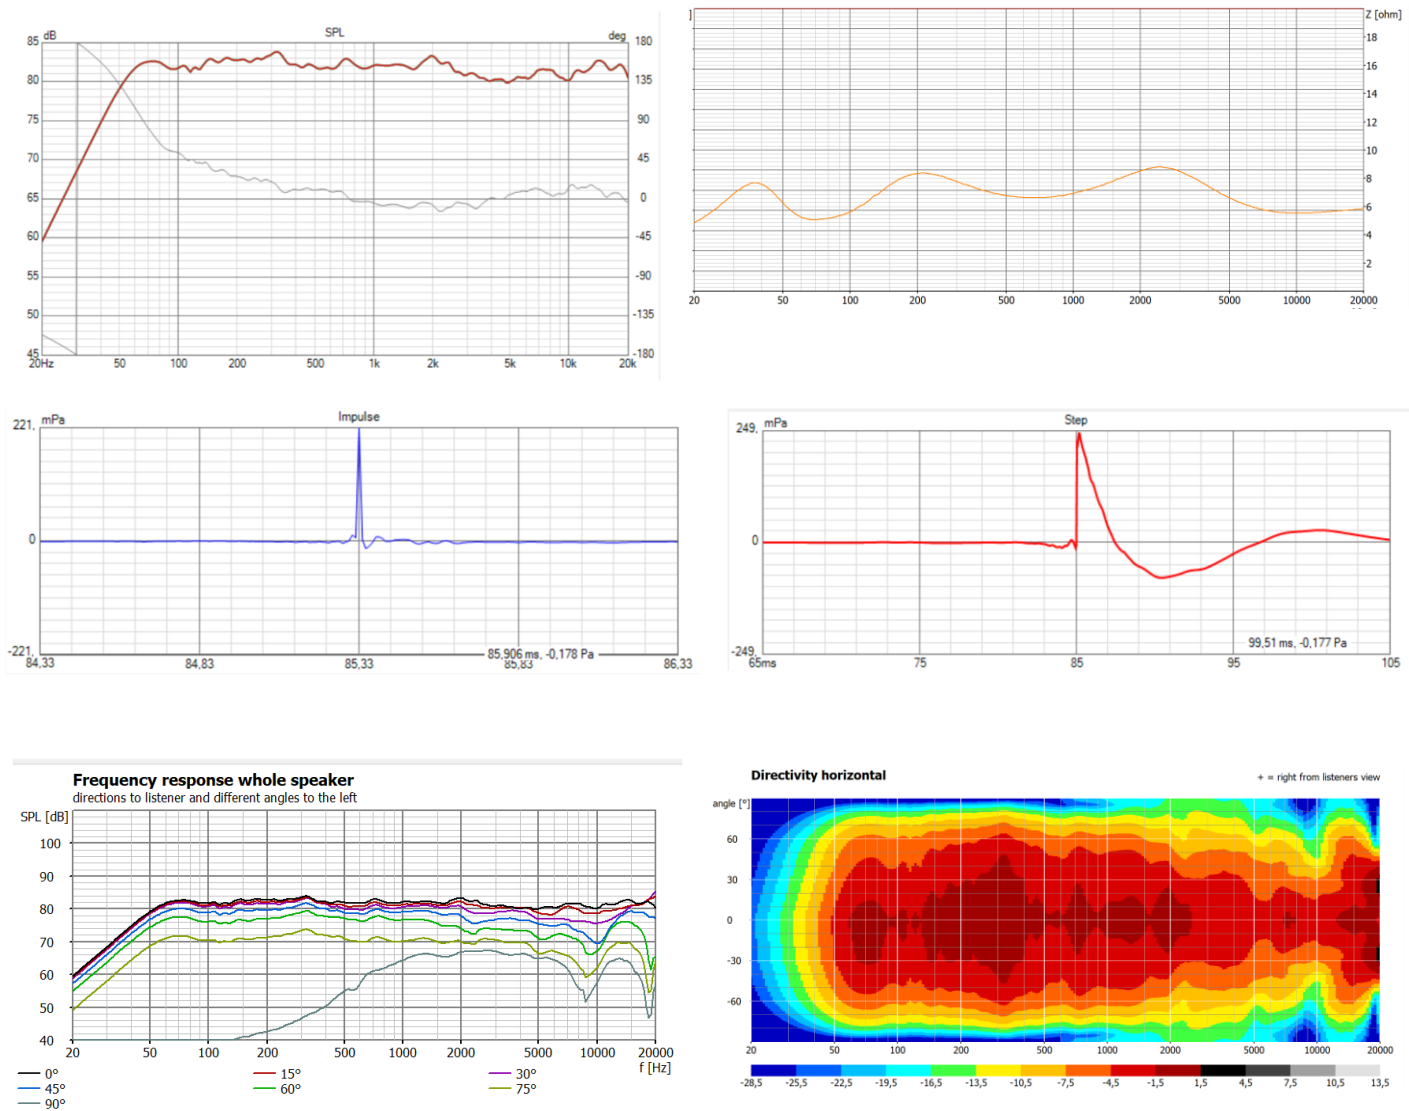 SPL
85 dB deg 180
80 135
75 90
70 45
65 0
60 -45
55 -90
50 -135
45 -180
20Hz 50 100 200 500 1k 2k 5k 10k 20k
] Z [ohm]
18
16
14
12
10
8
6
4
2
20 50 100 200 500 1000 2000 5000 10000 20000
Impulse
221, mPa
0
-221,
85,906 ms, -0,178 Pa
84,33 84,83 85,33 85,83 86,33
Step
249, mPa
0
-249,
99,51 ms, -0,177 Pa
65ms 75 85 95 105
Frequency response whole speaker
directions to listener and different angles to the left
SPL [dB]
100
90
80
70
60
50
40
20 50 100 200 500 1000 2000 5000 10000 20000
f [Hz]
0° 15° 30°
45° 60° 75°
90°
Directivity horizontal + = right from listeners view
angle [°]
60
30
0
-30
-60
20 50 100 200 500 1000 2000 5000 10000 20000
-28,5 -25,5 -22,5 -19,5 -16,5 -13,5 -10,5 -7,5 -4,5 -1,5 1,5 4,5 7,5 10,5 13,5